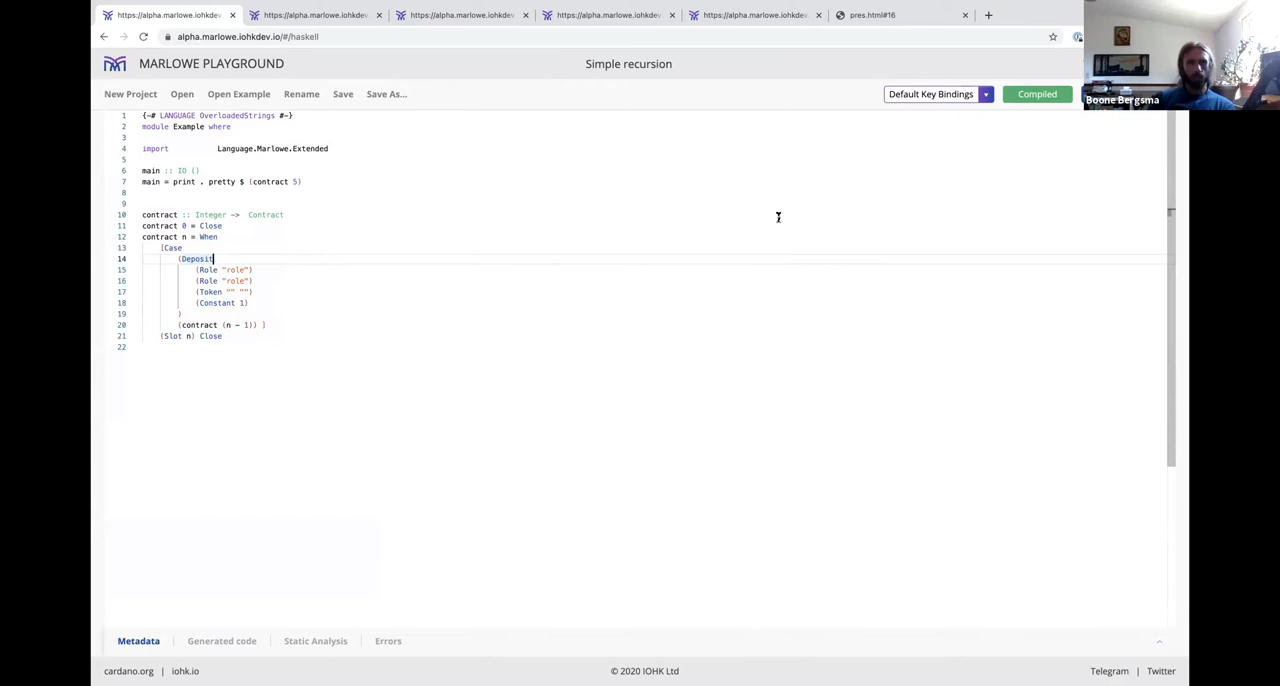 https://alpha.marlowe.iohkdev.io
https://alpha.marlowe.iohkdev.io
https://alpha.marlowe.iohkdev.io
https://alpha.marlowe.iohkdev.io
https://alpha.marlowe.iohkdev.io
pres.html#16
alpha.marlowe.iohkdev.io/#/haskell
Boone Bergsma
MARLOWE PLAYGROUND
Simple recursion
New Project
Open
Open Example
Rename
Save
Save As...
Default Key Bindings
Compiled
1 {-# LANGUAGE OverloadedStrings #-}
2 module Example where
3
4 import Language.Marlowe.Extended
5
6 main :: IO ()
7 main = print . pretty $ (contract 5)
8
9
10 contract :: Integer -> Contract
11 contract 0 = Close
12 contract n = When
13 [Case
14 (Deposit
15 (Role "role")
16 (Role "role")
17 (Token "" "")
18 (Constant 1)
19 )
20 (contract (n - 1)) ]
21 (Slot n) Close
22
Metadata
Generated code
Static Analysis
Errors
cardano.org | iohk.io
© 2020 IOHK Ltd
Telegram | Twitter